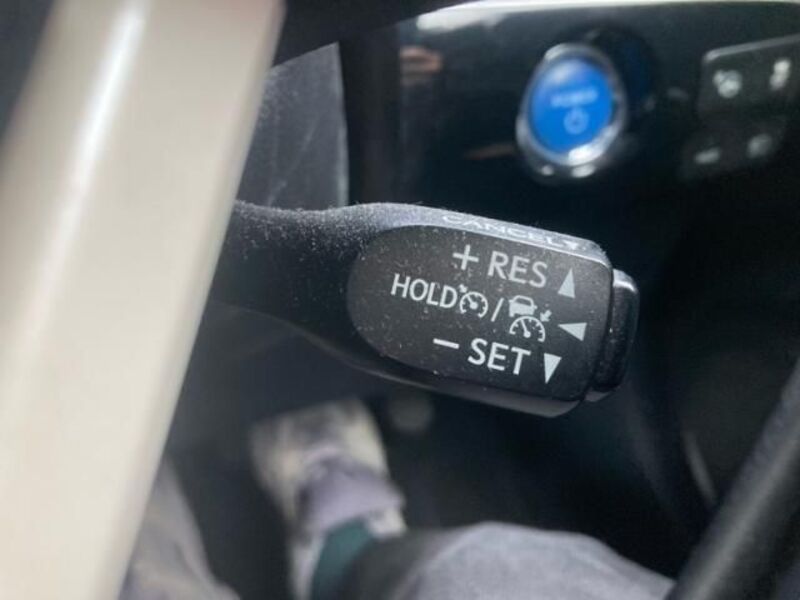 POWER
CANCEL
+ RES
HOLD /
- SET